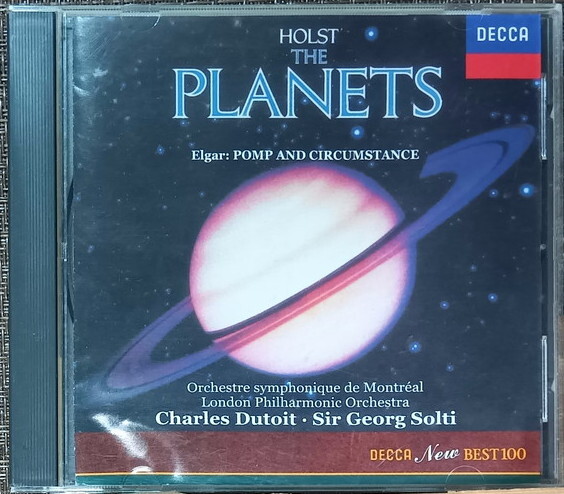 HOLST
THE
PLANETS
DECCA
Elgar: POMP AND CIRCUMSTANCE
Orchestre symphonique de Montréal
London Philharmonic Orchestra
Charles Dutoit · Sir Georg Solti
DECCA New BEST 100